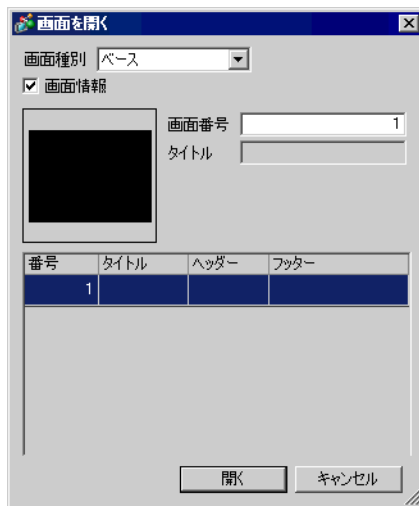 画面を開く
画面種別 ベース
画面情報
画面番号 1
タイトル
番号 タイトル ヘッダー フッター
1
開く キャンセル